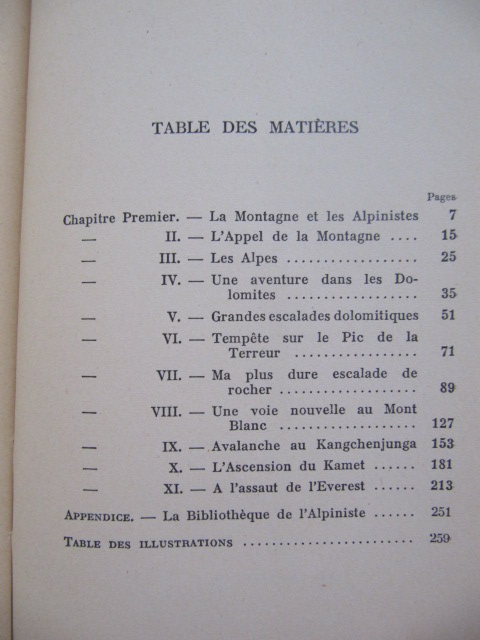 TABLE DES MATIÈRES
Pages
Chapitre Premier. — La Montagne et les Alpinistes 7
— II. — L'Appel de la Montagne .... 15
— III. — Les Alpes .................. 25
— IV. — Une aventure dans les Do-
lomites .................. 35
— V. — Grandes escalades dolomitiques 51
— VI. — Tempête sur le Pic de la
Terreur ................. 71
— VII. — Ma plus dure escalade de
rocher ................... 89
— VIII. — Une voie nouvelle au Mont
Blanc ................... 127
— IX. — Avalanche au Kangchenjunga 153
— X. — L'Ascension du Kamet ...... 181
— XI. — A l'assaut de l'Everest ...... 213
APPENDICE. — La Bibliothèque de l'Alpiniste ...... 251
TABLE DES ILLUSTRATIONS ........................ 259